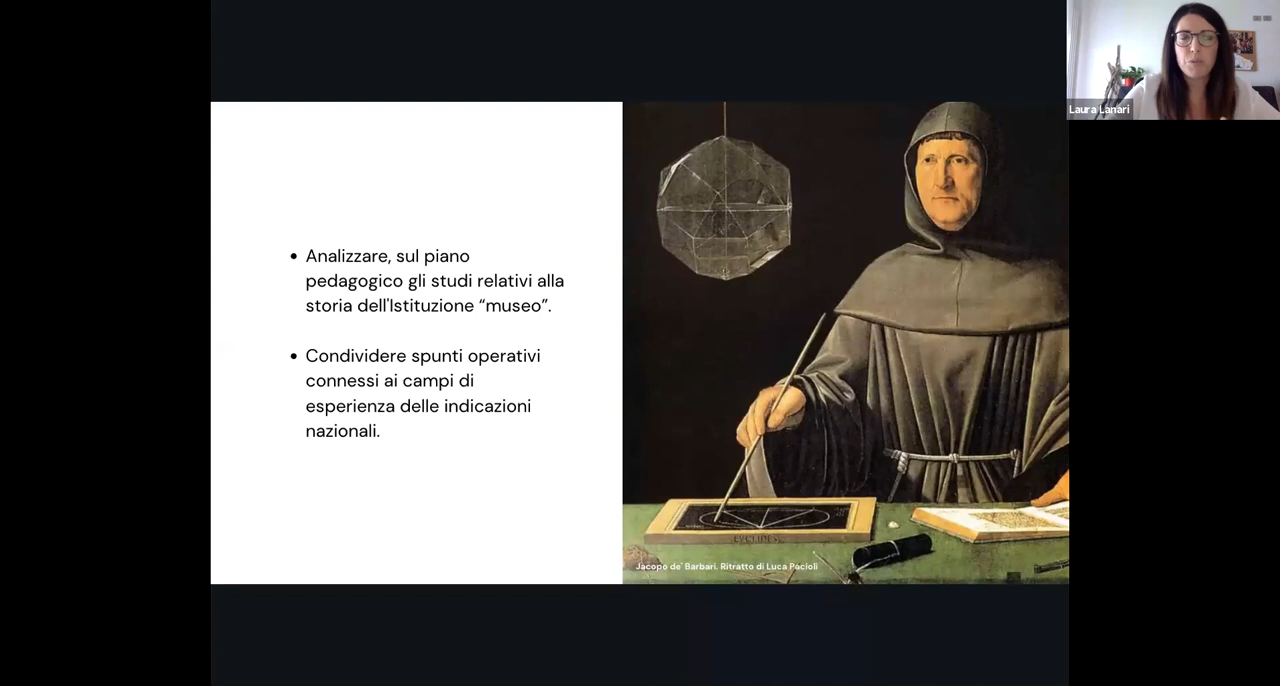 Laura Lanari
• Analizzare, sul piano
pedagogico gli studi relativi alla
storia dell'Istituzione “museo”.
• Condividere spunti operativi
connessi ai campi di
esperienza delle indicazioni
nazionali.
EVCLIDES
Jacopo de' Barbari. Ritratto di Luca Pacioli